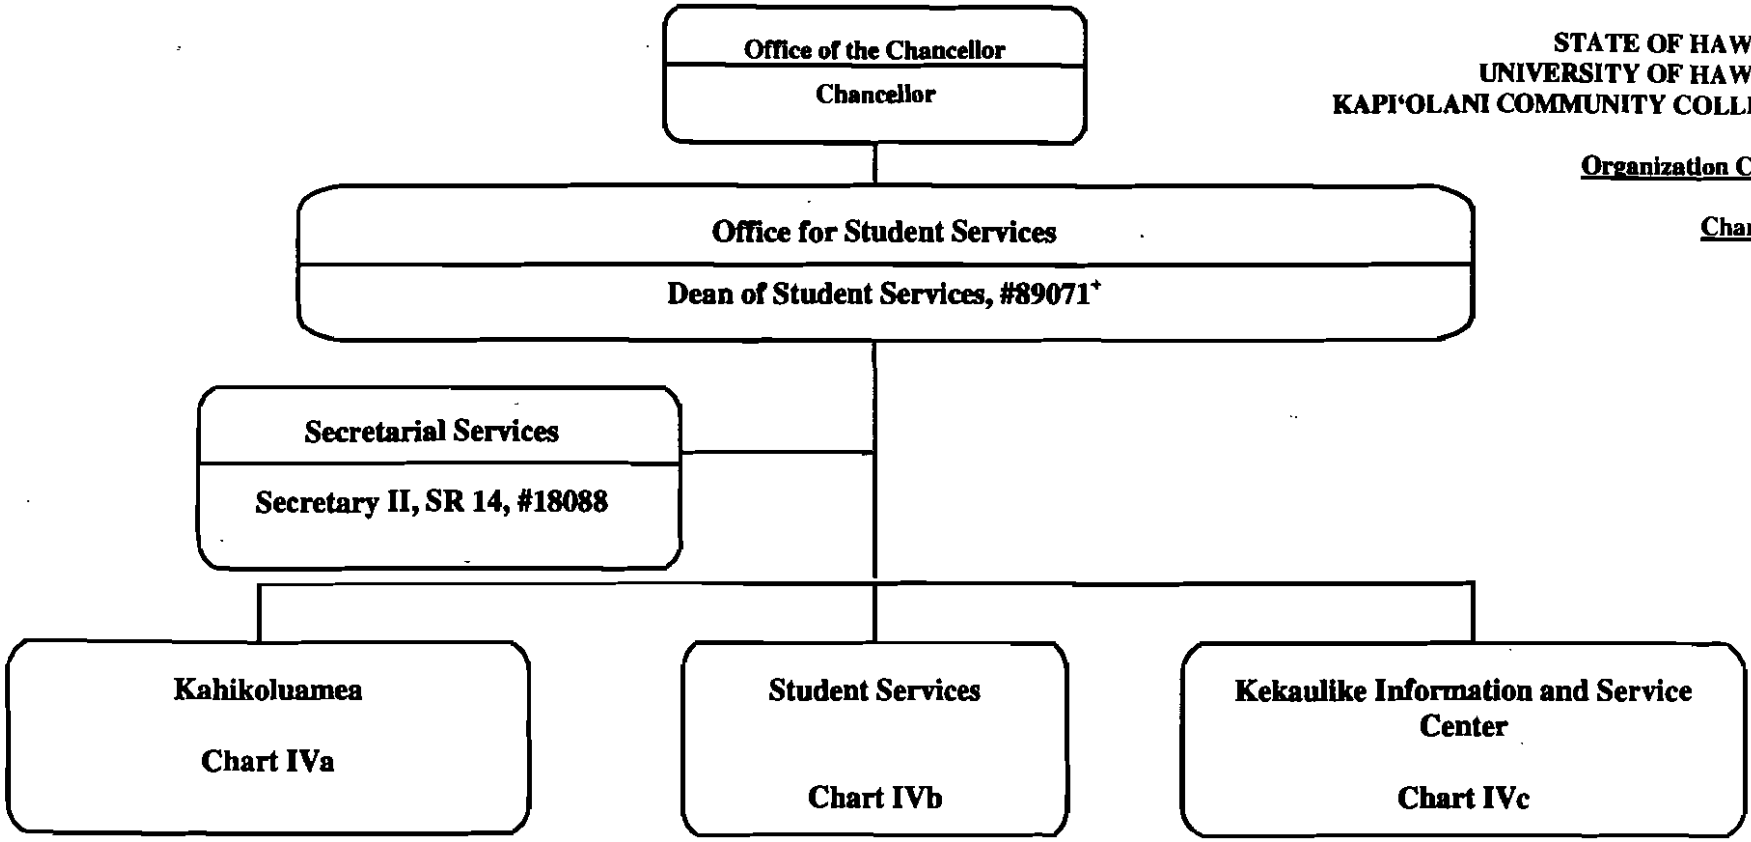 Office of the Chancellor
Chancellor
STATE OF HAW
UNIVERSITY OF HAW
KAPI‘OLANI COMMUNITY COLL
Organization C
Char
Office for Student Services
Dean of Student Services, #89071⁺
Secretarial Services
Secretary II, SR 14, #18088
Kahikoluamea
Chart IVa
Student Services
Chart IVb
Kekaulike Information and Service
Center
Chart IVc